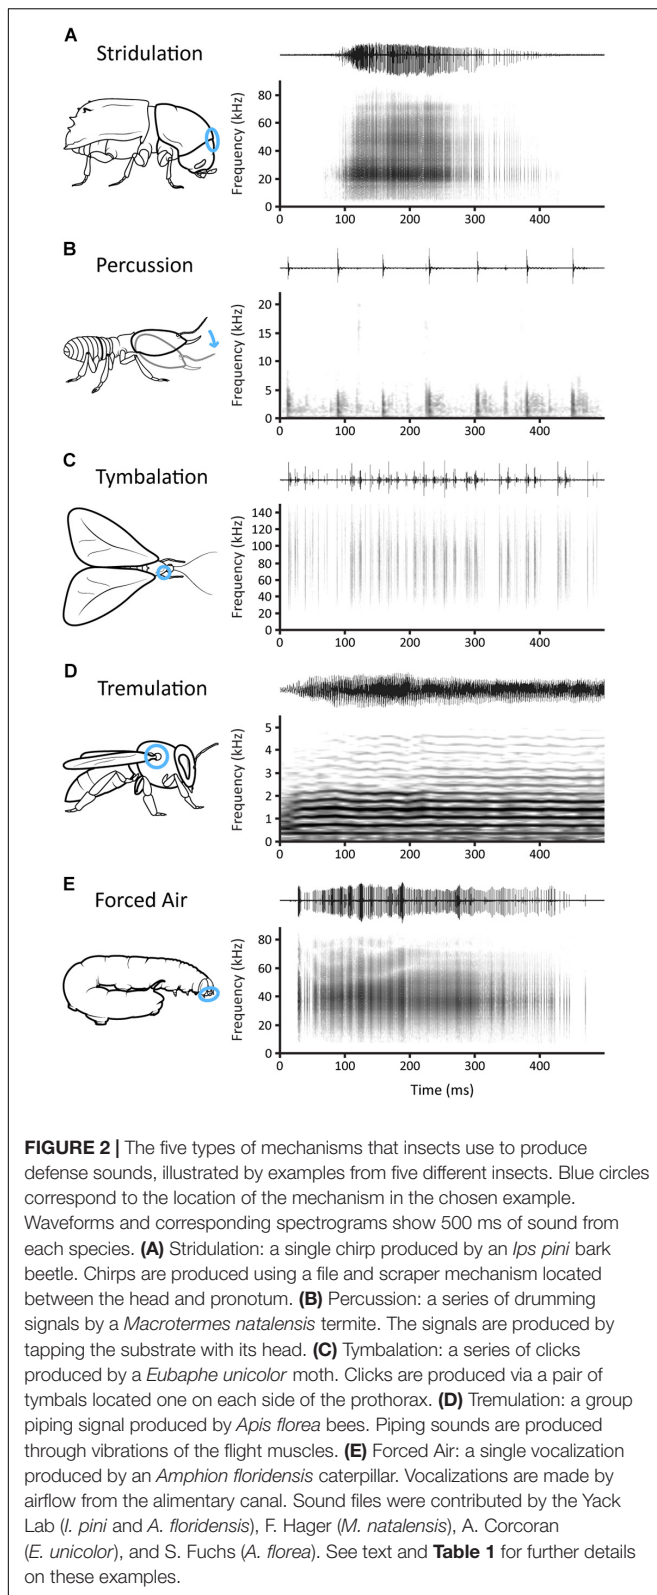 A
Stridulation
Frequency (kHz)
80
60
40
20
0
0 100 200 300 400
B
Percussion
Frequency (kHz)
20
15
10
5
0
0 100 200 300 400
C
Tymbalation
Frequency (kHz)
140
120
100
80
60
40
20
0
0 100 200 300 400
D
Tremulation
Frequency (kHz)
5
4
3
2
1
0
0 100 200 300 400
E
Forced Air
Frequency (kHz)
80
60
40
20
0
0 100 200 300 400
Time (ms)
FIGURE 2 | The five types of mechanisms that insects use to produce
defense sounds, illustrated by examples from five different insects. Blue circles
correspond to the location of the mechanism in the chosen example.
Waveforms and corresponding spectrograms show 500 ms of sound from
each species. (A) Stridulation: a single chirp produced by an Ips pini bark
beetle. Chirps are produced using a file and scraper mechanism located
between the head and pronotum. (B) Percussion: a series of drumming
signals by a Macrotermes natalensis termite. The signals are produced by
tapping the substrate with its head. (C) Tymbalation: a series of clicks
produced by a Eubaphe unicolor moth. Clicks are produced via a pair of
tymbals located one on each side of the prothorax. (D) Tremulation: a group
piping signal produced by Apis florea bees. Piping sounds are produced
through vibrations of the flight muscles. (E) Forced Air: a single vocalization
produced by an Amphion floridensis caterpillar. Vocalizations are made by
airflow from the alimentary canal. Sound files were contributed by the Yack
Lab (I. pini and A. floridensis), F. Hager (M. natalensis), A. Corcoran
(E. unicolor), and S. Fuchs (A. florea). See text and Table 1 for further details
on these examples.